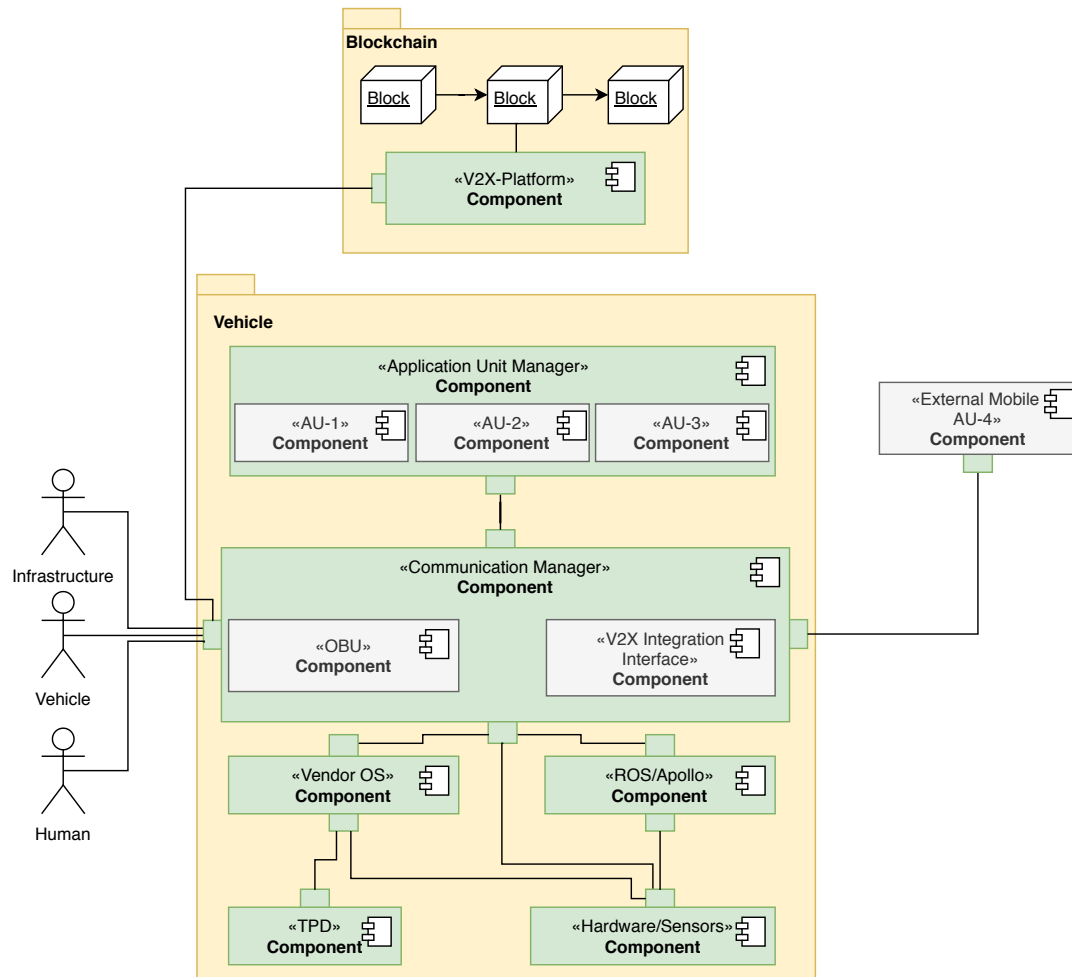 Blockchain
Block
Block
Block
«V2X-Platform»
Component
Vehicle
«Application Unit Manager»
Component
«AU-1»
Component
«AU-2»
Component
«AU-3»
Component
«External Mobile
AU-4»
Component
Infrastructure
Vehicle
Human
«Communication Manager»
Component
«OBU»
Component
«V2X Integration
Interface»
Component
«Vendor OS»
Component
«ROS/Apollo»
Component
«TPD»
Component
«Hardware/Sensors»
Component